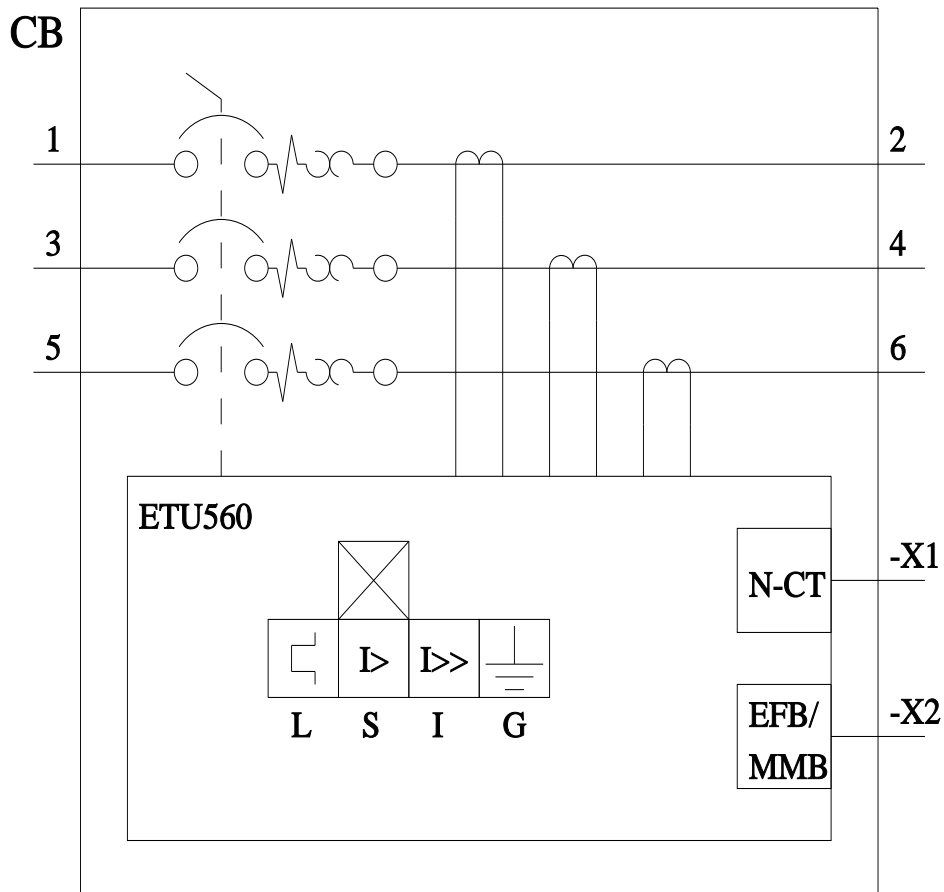 CB
1 2
3 4
5 6
ETU560
N-CT -X1
I> I>>
L S I G
EFB/ -X2
MMB